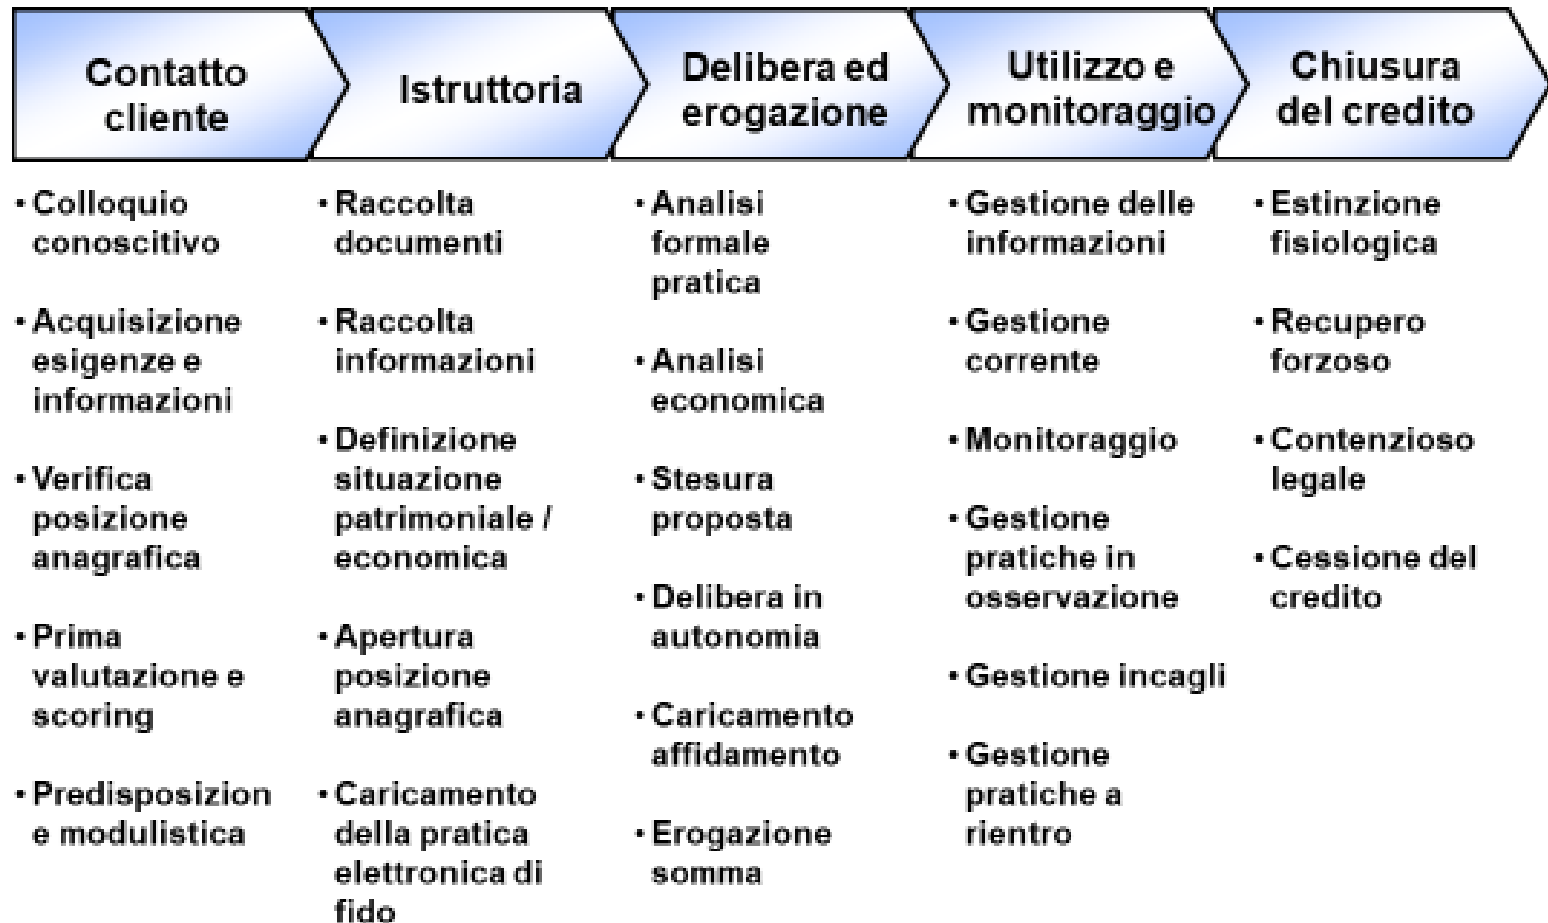 Contatto
cliente
Istruttoria
Delibera ed
erogazione
Utilizzo e
monitoraggio
Chiusura
del credito
• Colloquio
conoscitivo
• Acquisizione
esigenze e
informazioni
• Verifica
posizione
anagrafica
• Prima
valutazione e
scoring
• Predisposizion
e modulistica
• Raccolta
documenti
• Raccolta
informazioni
• Definizione
situazione
patrimoniale /
economica
• Apertura
posizione
anagrafica
• Caricamento
della pratica
elettronica di
fido
• Analisi
formale
pratica
• Analisi
economica
• Stesura
proposta
• Delibera in
autonomia
• Caricamento
affidamento
• Erogazione
somma
• Gestione delle
informazioni
• Gestione
corrente
• Monitoraggio
• Gestione
pratiche in
osservazione
• Gestione incagli
• Gestione
pratiche a
rientro
• Estinzione
fisiologica
• Recupero
forzoso
• Contenzioso
legale
• Cessione del
credito